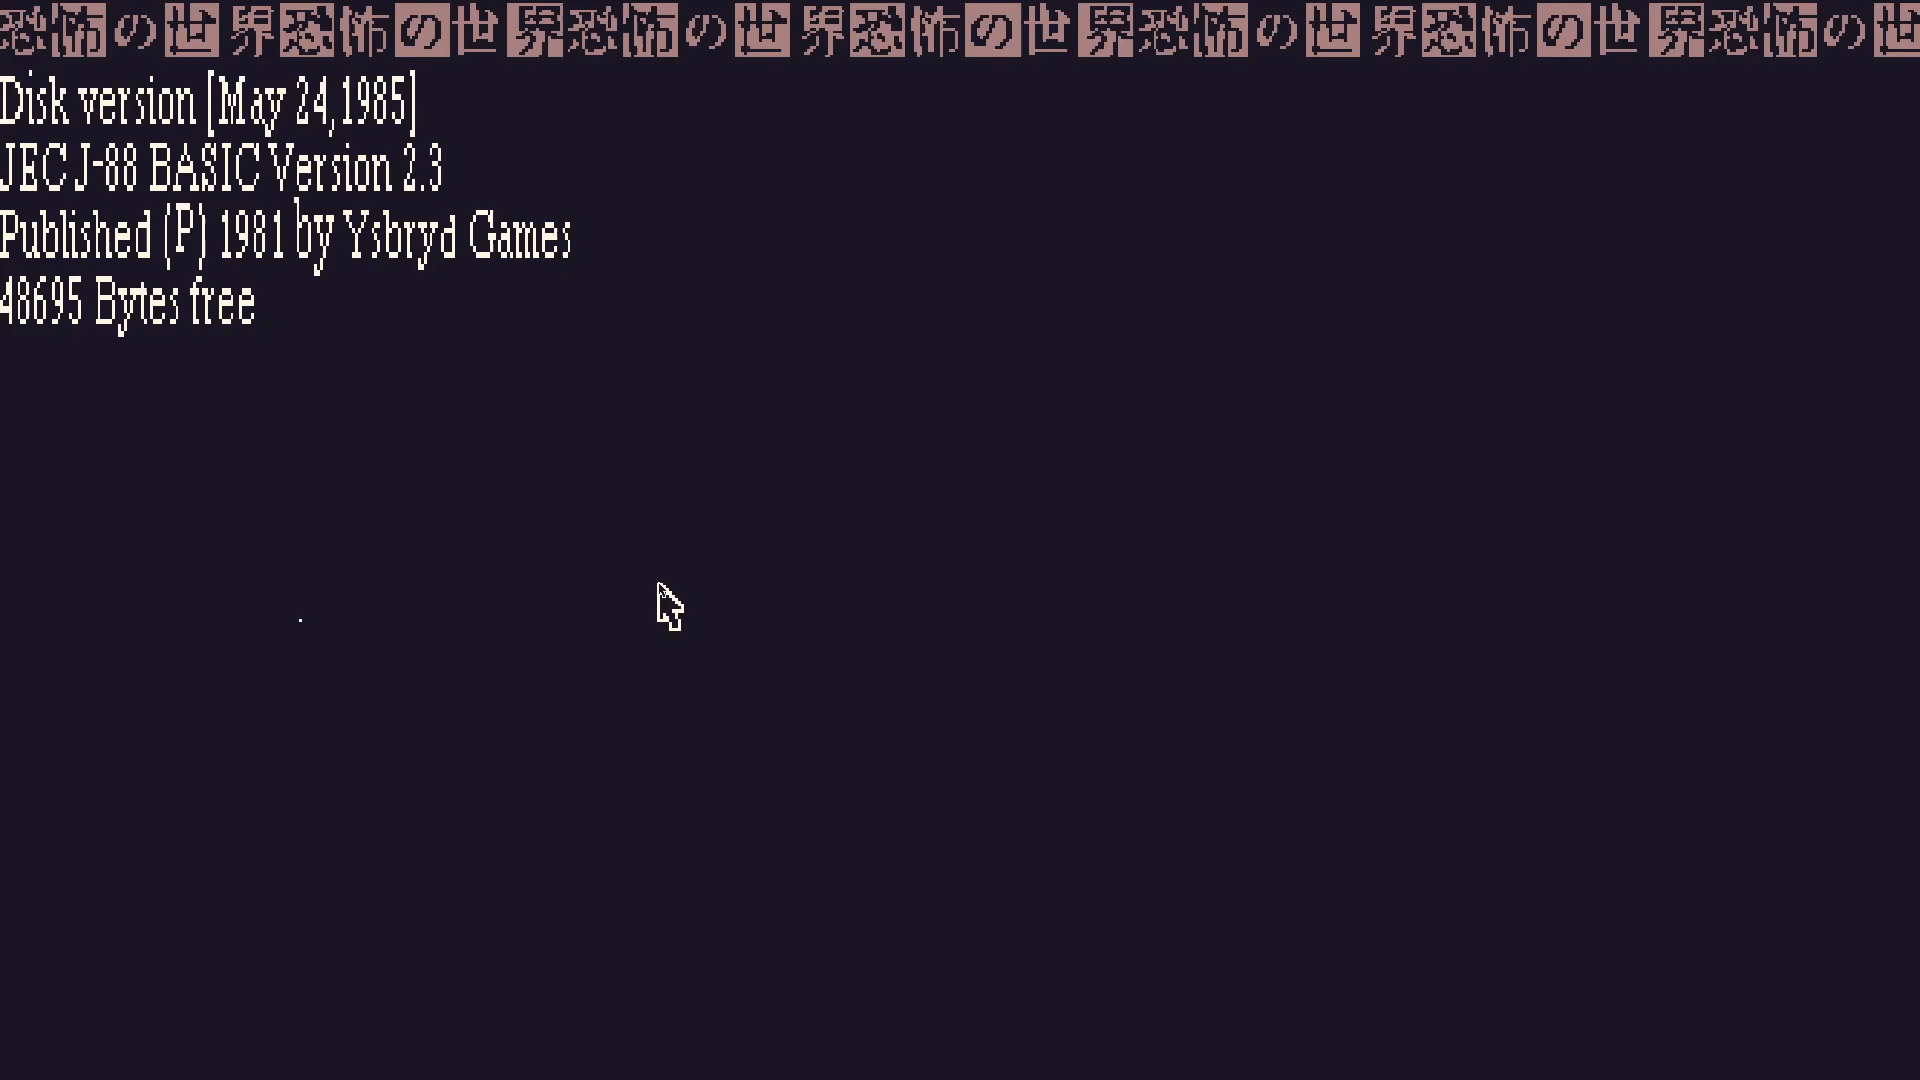 恐怖の世界恐怖の世界恐怖の世界恐怖の世界恐怖の世界恐怖の世界恐怖の世
Disk version [May 24,1985]
JEC J-88 BASIC Version 2.3
Published (P) 1981 by Ysbryd Games
48695 Bytes free